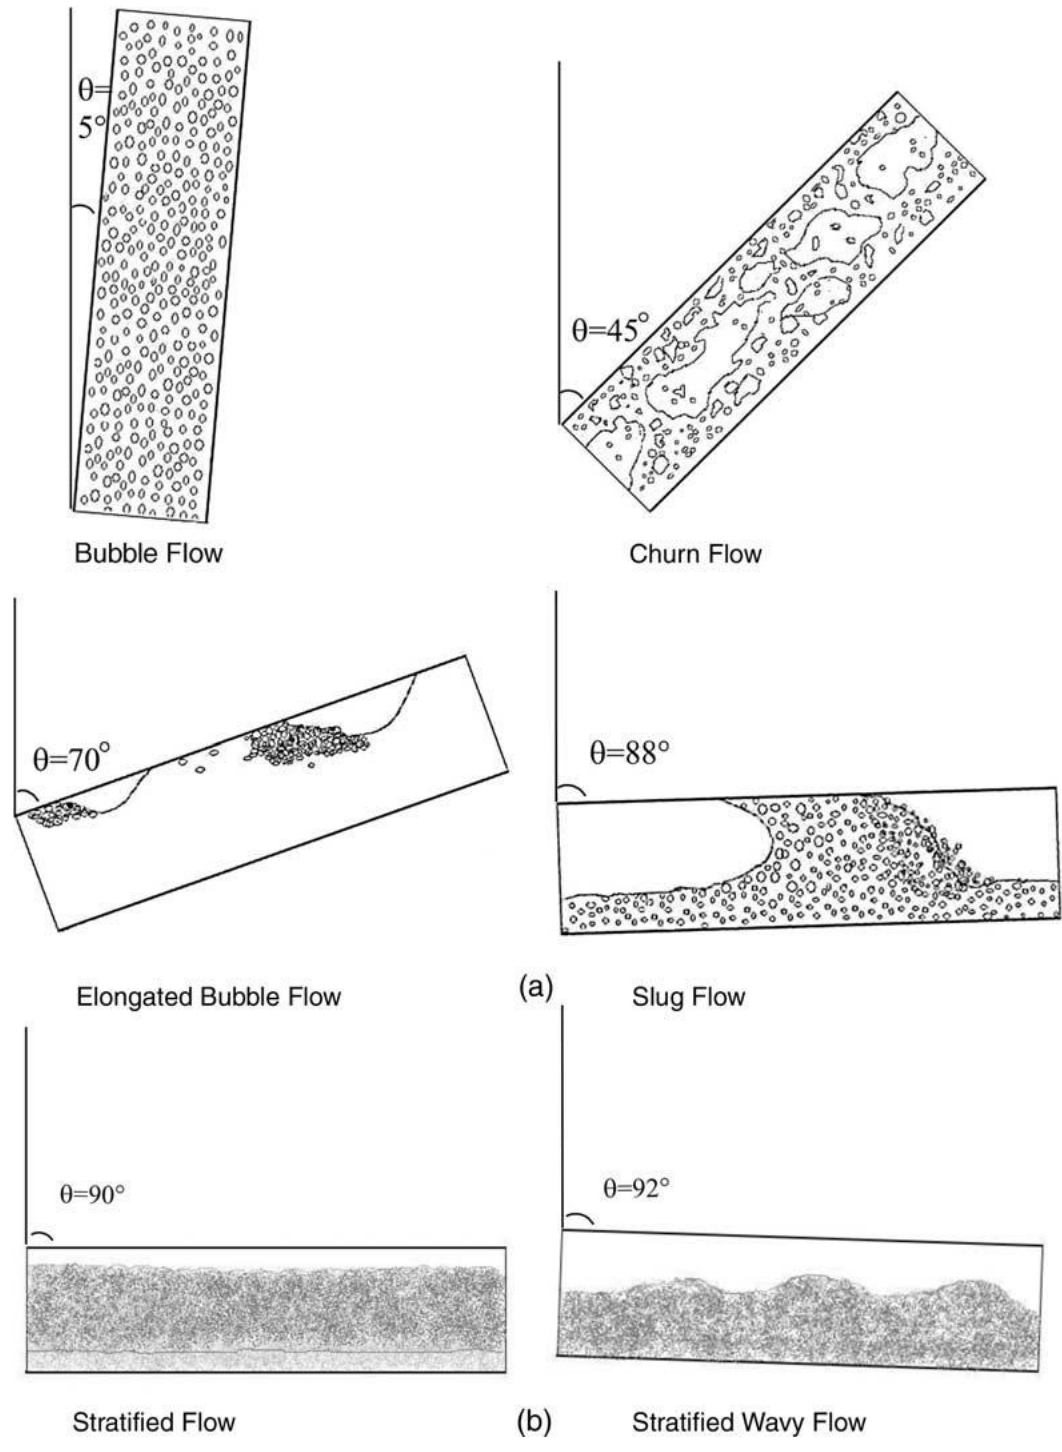 θ=
5°
θ=45°
Bubble Flow
Churn Flow
θ=70°
θ=88°
Elongated Bubble Flow
(a)
Slug Flow
θ=90°
θ=92°
Stratified Flow
(b)
Stratified Wavy Flow